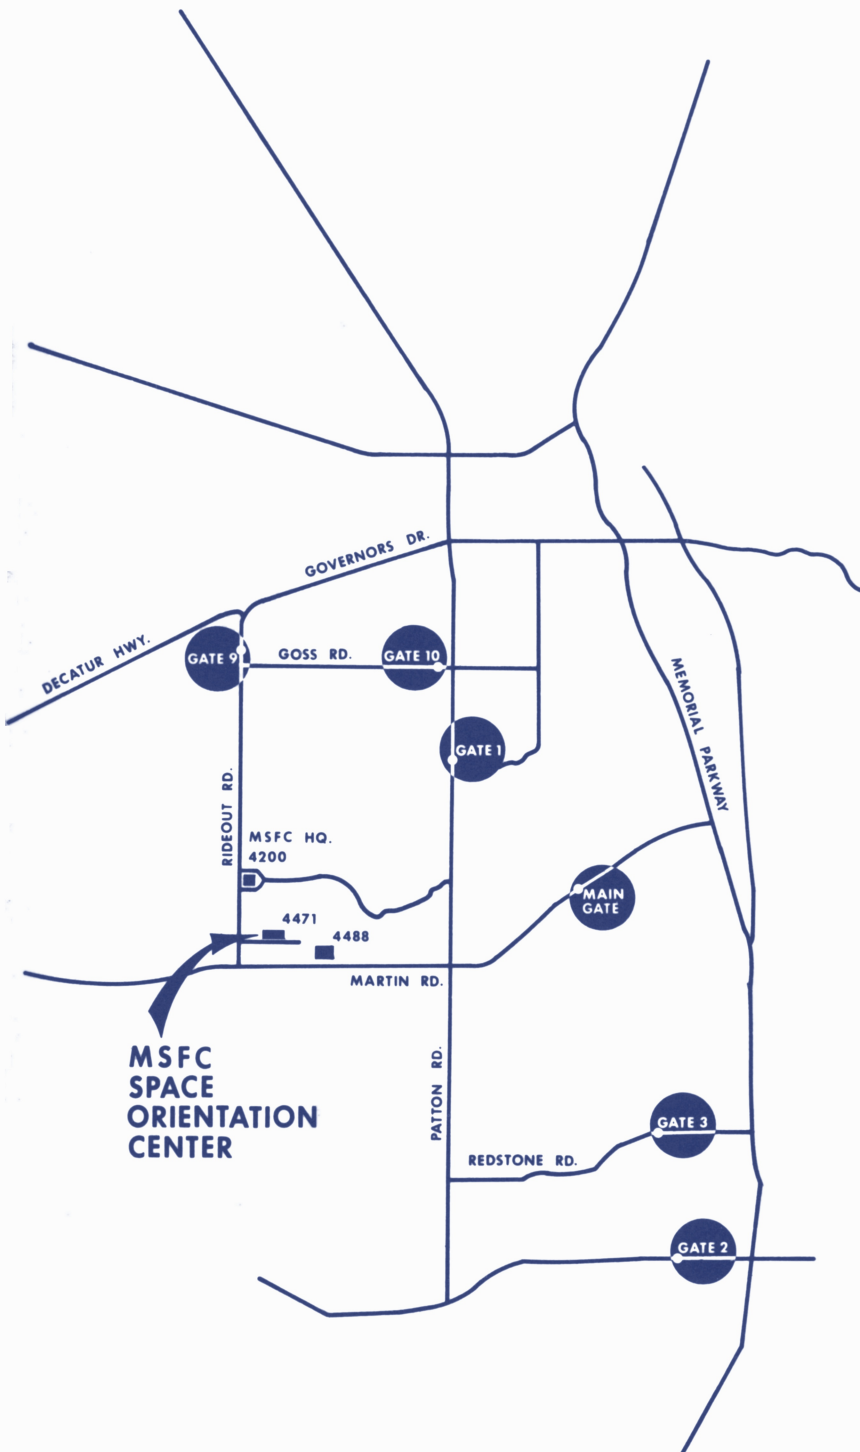 GOVERNORS DR.
DECATUR HWY.
GATE 9
GOSS RD.
GATE 10
MEMORIAL PARKWAY
GATE 1
RIDEOUT RD.
MSFC HQ.
4200
MAIN
GATE
4471
4488
MARTIN RD.
MSFC
SPACE
ORIENTATION
CENTER
PATTON RD.
GATE 3
REDSTONE RD.
GATE 2